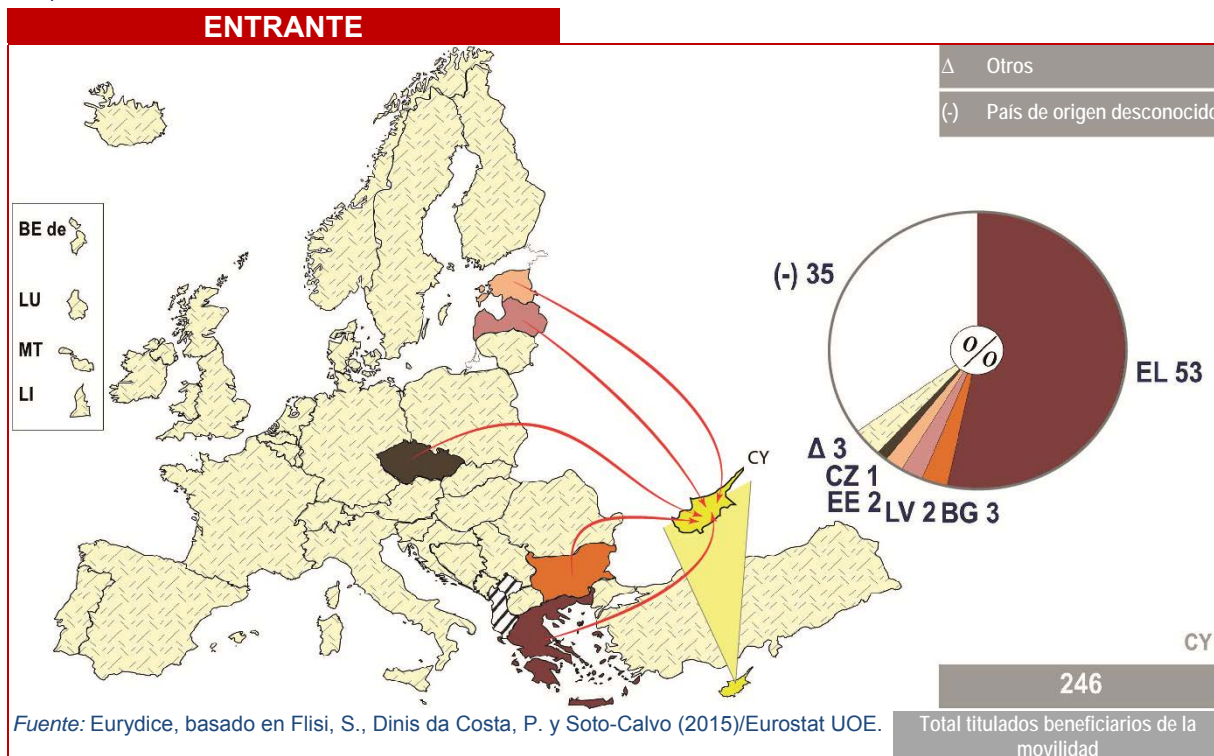 ENTRANTE
Δ Otros
(-) País de origen desconocido
BE de
LU
MT
LI
(-) 35
%
EL 53
Δ 3
CZ 1
EE 2
LV 2
BG 3
CY
CY
246
Total titulados beneficiarios de la
movilidad
Fuente: Eurydice, basado en Flisi, S., Dinis da Costa, P. y Soto-Calvo (2015)/Eurostat UOE.